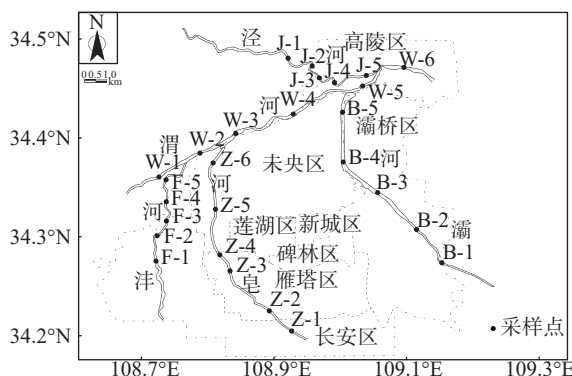 N
0 0.5 1.0
km
34.5°N
34.4°N
34.3°N
34.2°N
泾
J-1
J-2
河
高陵区
J-3
J-4
J-5
W-6
W-5
河
W-4
B-5
灞桥区
W-3
渭
W-2
Z-6
未央区
B-4
河
W-1
F-5
河
B-3
F-4
河
F-3
Z-5
莲湖区
新城区
B-2
灞
F-2
Z-4
碑林区
B-1
F-1
Z-3
雁塔区
沣
皂
Z-2
Z-1
长安区
采样点
108.7°E
108.9°E
109.1°E
109.3°E